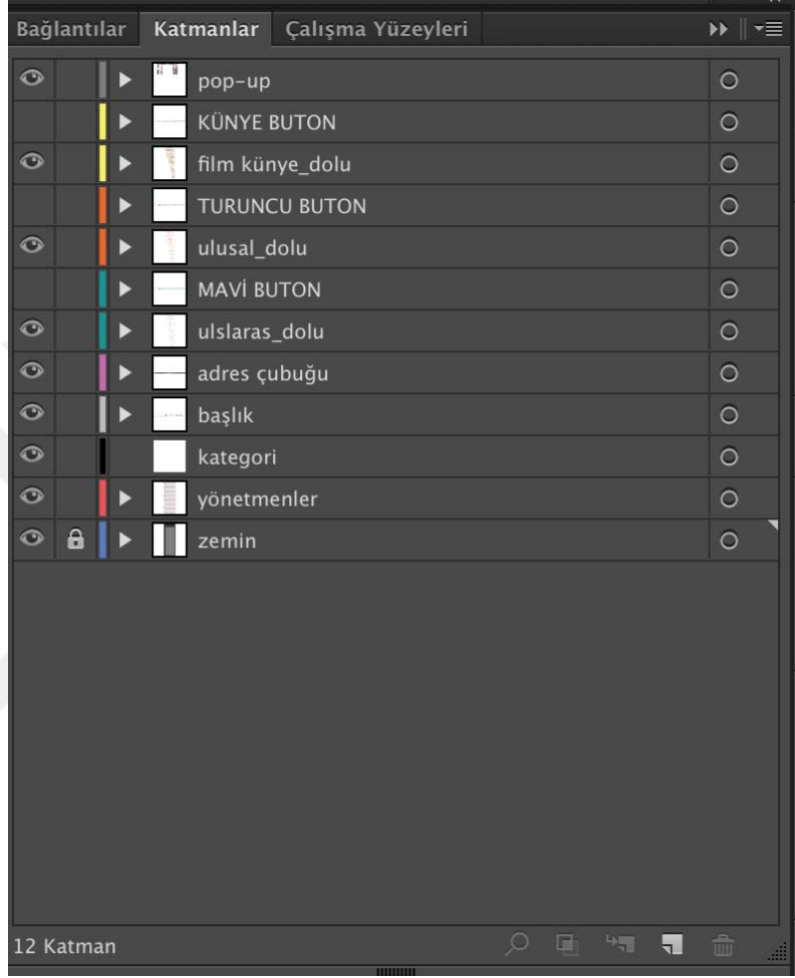 Bağlantılar Katmanlar Çalışma Yüzeyleri
pop-up
KÜNYE BUTON
film künye_dolu
TURUNCU BUTON
ulusal_dolu
MAVİ BUTON
ulslaras_dolu
adres çubuğu
başlık
kategori
yönetmenler
zemin
12 Katman